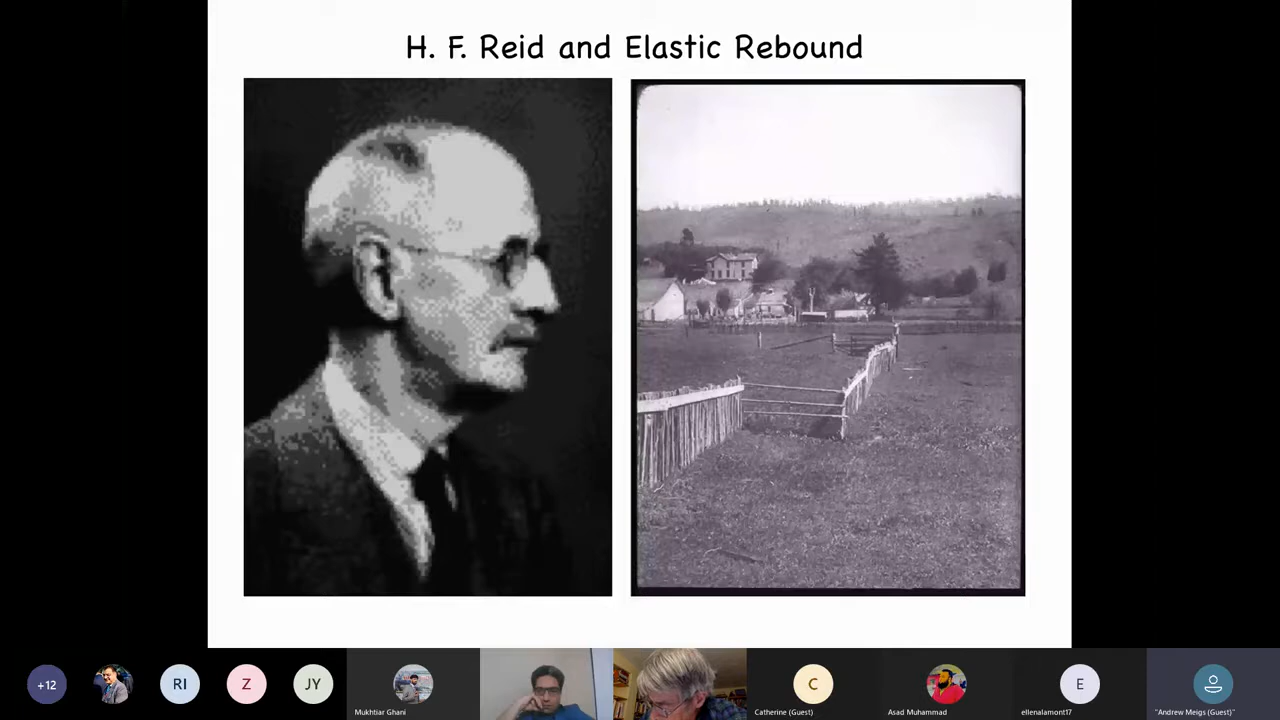 H. F. Reid and Elastic Rebound
+12
RI
Z
JY
Mukhtiar Ghani
C
Catherine (Guest)
Asad Muhammad
E
ellenalamont17
"Andrew Meigs (Guest)"